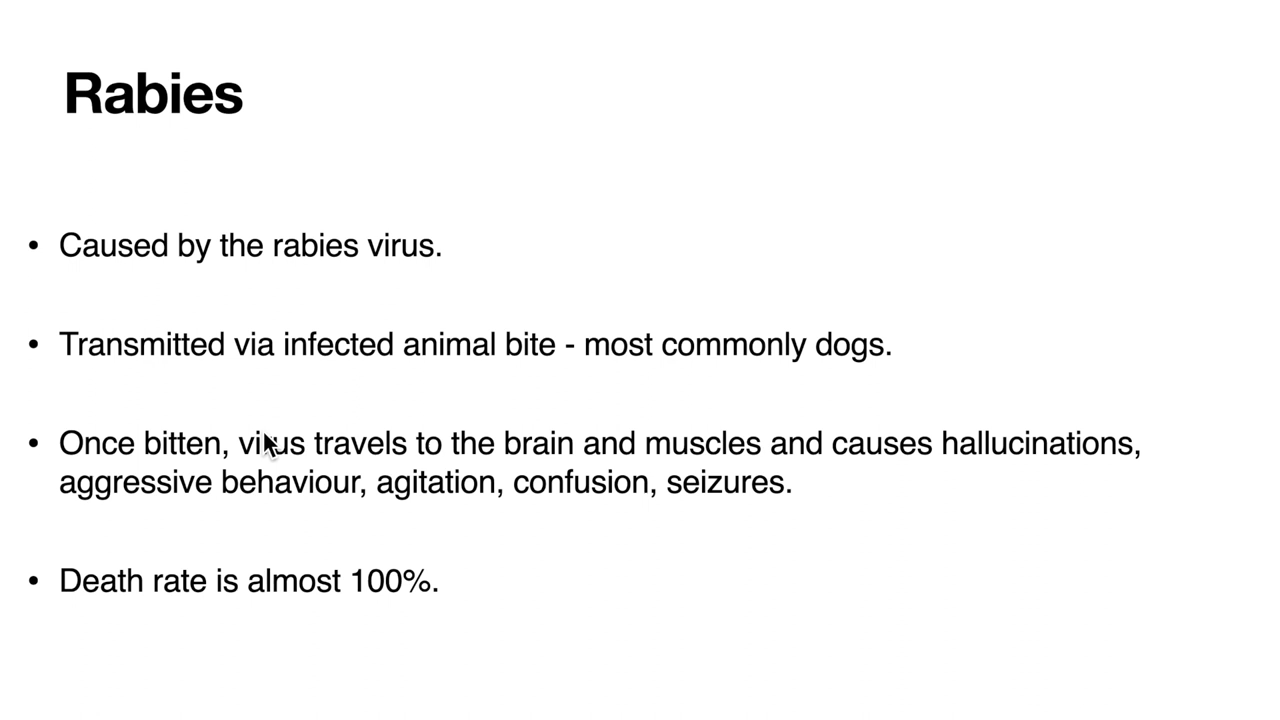 Rabies
• Caused by the rabies virus.
• Transmitted via infected animal bite - most commonly dogs.
• Once bitten, virus travels to the brain and muscles and causes hallucinations,
aggressive behaviour, agitation, confusion, seizures.
• Death rate is almost 100%.